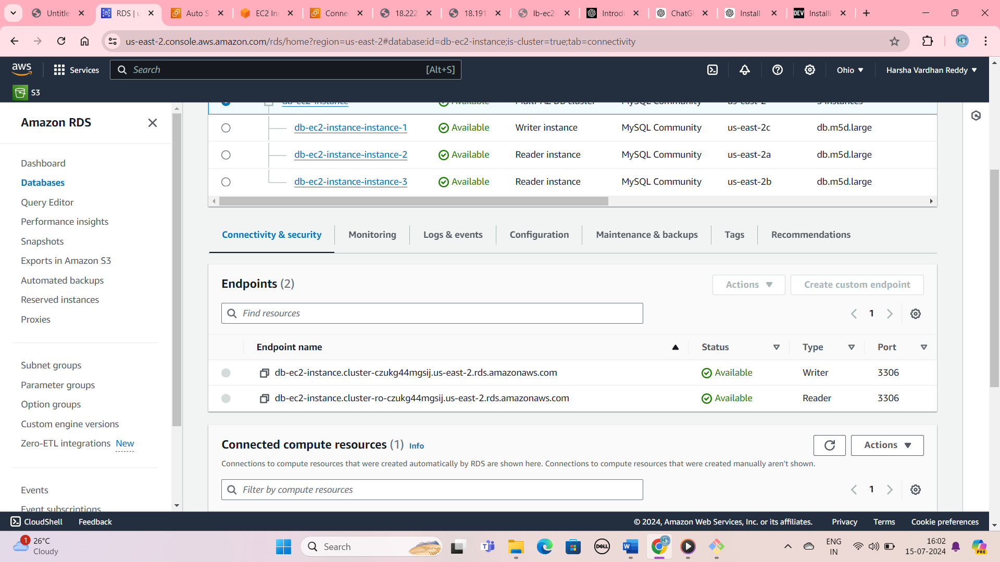 Untitle
RDS | u
Auto S
EC2 Ins
Conne
18.222
18.191
lb-ec2-
Introdu
ChatGP
Install
DEV
Installi
us-east-2.console.aws.amazon.com/rds/home?region=us-east-2#database:id=db-ec2-instance;is-cluster=true;tab=connectivity
aws
Services
Search
[Alt+S]
Ohio
Harsha Vardhan Reddy
S3
Amazon RDS
Dashboard
Databases
Query Editor
Performance insights
Snapshots
Exports in Amazon S3
Automated backups
Reserved instances
Proxies
Subnet groups
Parameter groups
Option groups
Custom engine versions
Zero-ETL integrations New
Events
Event subscriptions
db-ec2-instance Available Multi-AZ DB cluster MySQL Community us-east-2 3 instances
db-ec2-instance-instance-1 Available Writer instance MySQL Community us-east-2c db.m5d.large
db-ec2-instance-instance-2 Available Reader instance MySQL Community us-east-2a db.m5d.large
db-ec2-instance-instance-3 Available Reader instance MySQL Community us-east-2b db.m5d.large
Connectivity & security Monitoring Logs & events Configuration Maintenance & backups Tags Recommendations
Endpoints (2)
Actions
Create custom endpoint
Find resources
1
Endpoint name Status Type Port
db-ec2-instance.cluster-czukg44mgsij.us-east-2.rds.amazonaws.com Available Writer 3306
db-ec2-instance.cluster-ro-czukg44mgsij.us-east-2.rds.amazonaws.com Available Reader 3306
Connected compute resources (1) Info
Actions
Connections to compute resources that were created automatically by RDS are shown here. Connections to compute resources that were created manually aren't shown.
Filter by compute resources
1
CloudShell
Feedback
© 2024, Amazon Web Services, Inc. or its affiliates.
Privacy
Terms
Cookie preferences
1
26°C
Cloudy
Search
DELL
ENG
IN
16:02
15-07-2024
PRE